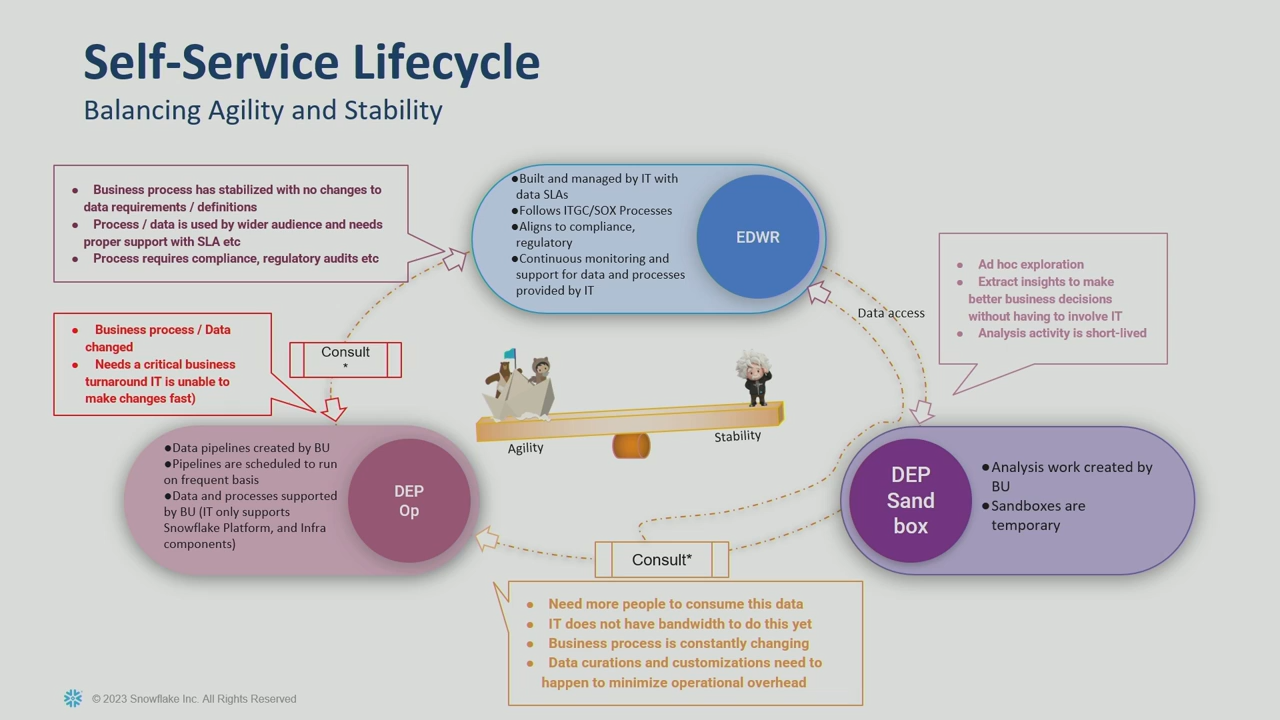 Self-Service Lifecycle
Balancing Agility and Stability
● Business process has stabilized with no changes to
data requirements / definitions
● Process / data is used by wider audience and needs
proper support with SLA etc
● Process requires compliance, regulatory audits etc
●Built and managed by IT with
data SLAs
●Follows ITGC/SOX Processes
●Aligns to compliance,
regulatory
●Continuous monitoring and
support for data and processes
provided by IT
EDWR
● Ad hoc exploration
● Extract insights to make
better business decisions
without having to involve IT
● Analysis activity is short-lived
Data access
● Business process / Data
changed
● Needs a critical business
turnaround IT is unable to
make changes fast)
Consult
*
Agility
Stability
●Data pipelines created by BU
●Pipelines are scheduled to run
on frequent basis
●Data and processes supported
by BU (IT only supports
Snowflake Platform, and Infra
components)
DEP
Op
DEP
Sand
box
●Analysis work created by
BU
●Sandboxes are
temporary
Consult*
● Need more people to consume this data
● IT does not have bandwidth to do this yet
● Business process is constantly changing
● Data curations and customizations need to
happen to minimize operational overhead
© 2023 Snowflake Inc. All Rights Reserved